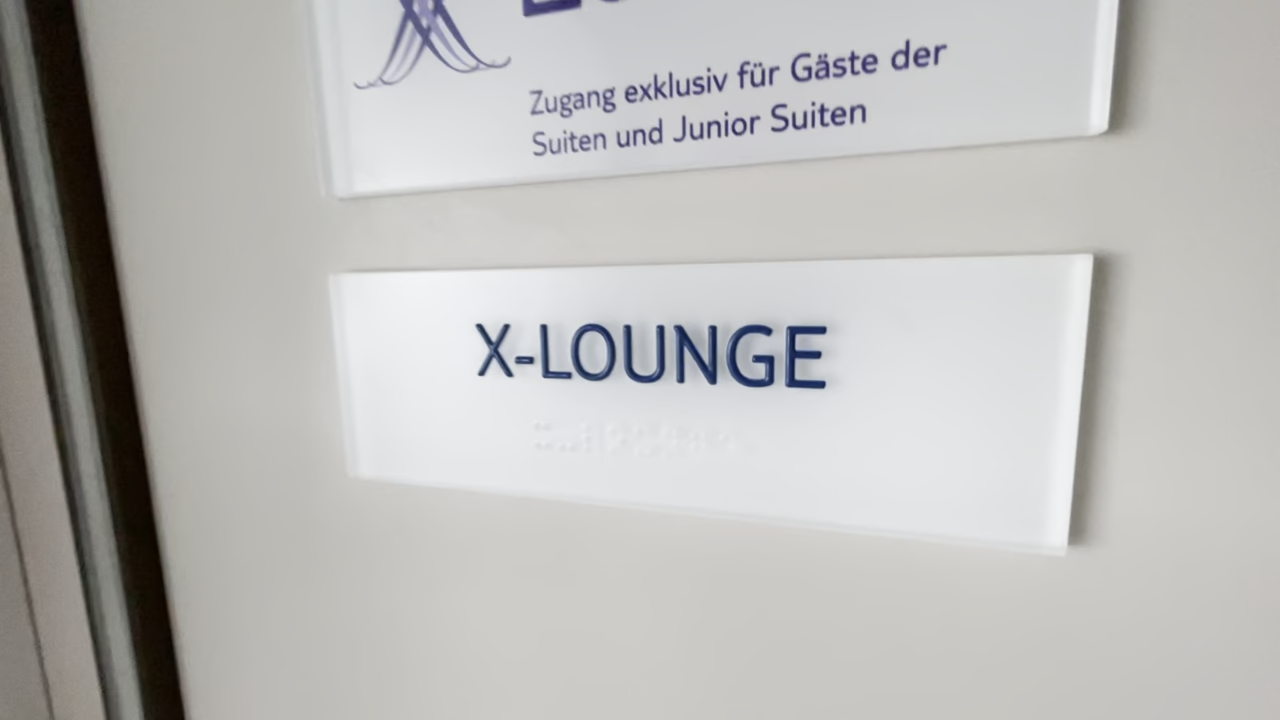 Zugang exklusiv für Gäste der
Suiten und Junior Suiten
X-LOUNGE